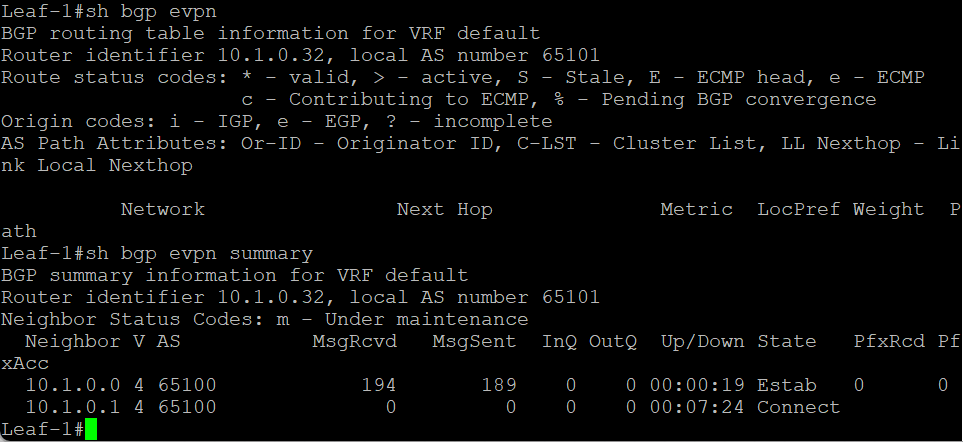 Leaf-1#sh bgp evpn
BGP routing table information for VRF default
Router identifier 10.1.0.32, local AS number 65101
Route status codes: * - valid, > - active, S - Stale, E - ECMP head, e - ECMP
                    c - Contributing to ECMP, % - Pending BGP convergence
Origin codes: i - IGP, e - EGP, ? - incomplete
AS Path Attributes: Or-ID - Originator ID, C-LST - Cluster List, LL Nexthop - Li
nk Local Nexthop

          Network                Next Hop              Metric  LocPref Weight  P
ath
Leaf-1#sh bgp evpn summary
BGP summary information for VRF default
Router identifier 10.1.0.32, local AS number 65101
Neighbor Status Codes: m - Under maintenance
  Neighbor V AS           MsgRcvd   MsgSent  InQ OutQ  Up/Down State   PfxRcd Pf
xAcc
  10.1.0.0 4 65100            194       189    0    0 00:00:19 Estab   0      0
  10.1.0.1 4 65100              0         0    0    0 00:07:24 Connect
Leaf-1#